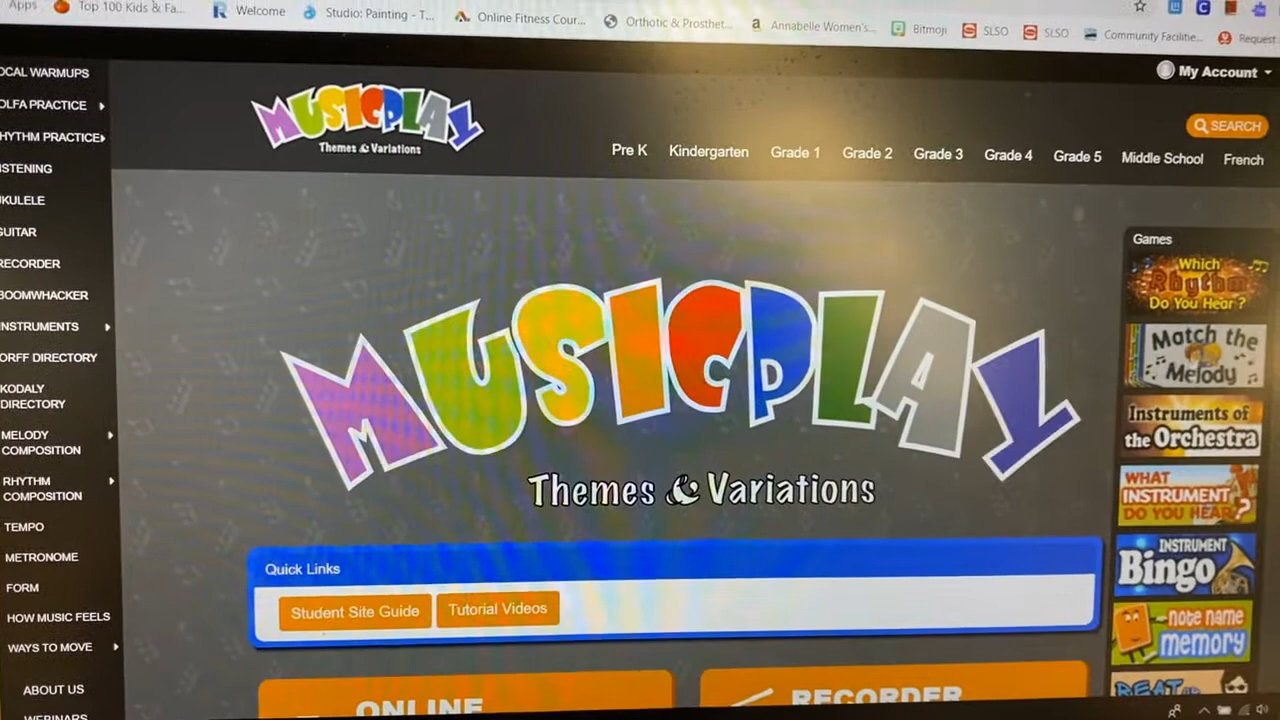 Apps
Top 100 Kids & Fa...
Welcome
Studio: Painting - T...
Online Fitness Cour...
Orthotic & Prosthet...
Annabelle Women's...
Bitmoji
SLSO
SLSO
Community Facilitie...
Request
My Account
SEARCH
MUSICPLAY
Themes & Variations
Pre K
Kindergarten
Grade 1
Grade 2
Grade 3
Grade 4
Grade 5
Middle School
French
OCAL WARMUPS
OLFA PRACTICE
HYTHM PRACTICE
ISTENING
KULELE
GUITAR
RECORDER
BOOMWHACKER
INSTRUMENTS
ORFF DIRECTORY
KODALY
DIRECTORY
MELODY
COMPOSITION
RHYTHM
COMPOSITION
TEMPO
METRONOME
FORM
HOW MUSIC FEELS
WAYS TO MOVE
ABOUT US
WEBINARS
MUSICPLAY
Themes & Variations
Quick Links
Student Site Guide
Tutorial Videos
ONLINE
RECORDER
Games
Which
Rhythm
Do You Hear?
Match the
Melody
Instruments of
the Orchestra
WHAT
INSTRUMENT
DO YOU HEAR?
INSTRUMENT
Bingo
note name
memory
BEAT